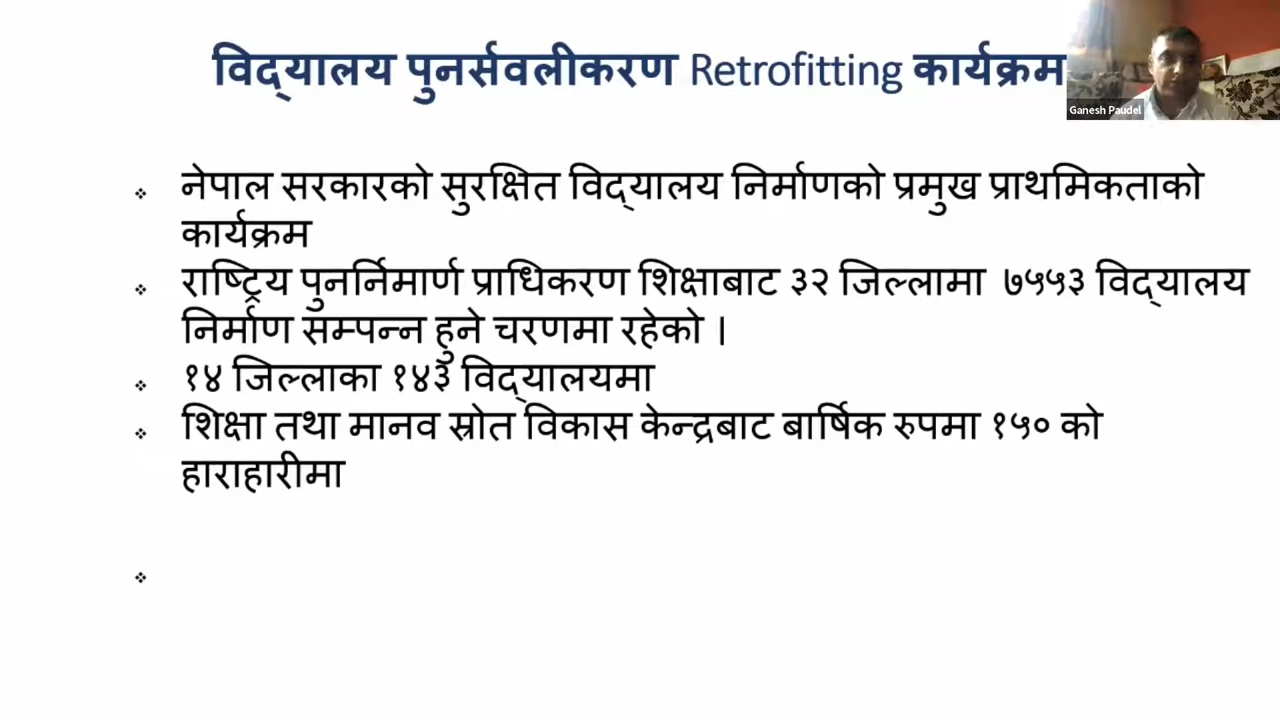 विद्यालय पुनर्सवलीकरण Retrofitting कार्यक्रम
Ganesh Paudel
नेपाल सरकारको सुरक्षित विद्यालय निर्माणको प्रमुख प्राथमिकताको
कार्यक्रम
राष्ट्रिय पुनर्निमार्ण प्राधिकरण शिक्षाबाट ३२ जिल्लामा ७५५३ विद्यालय
निर्माण सम्पन्न हुने चरणमा रहेको ।
१४ जिल्लाका १४३ विद्यालयमा
शिक्षा तथा मानव स्रोत विकास केन्द्रबाट बार्षिक रुपमा १५० को
हाराहारीमा